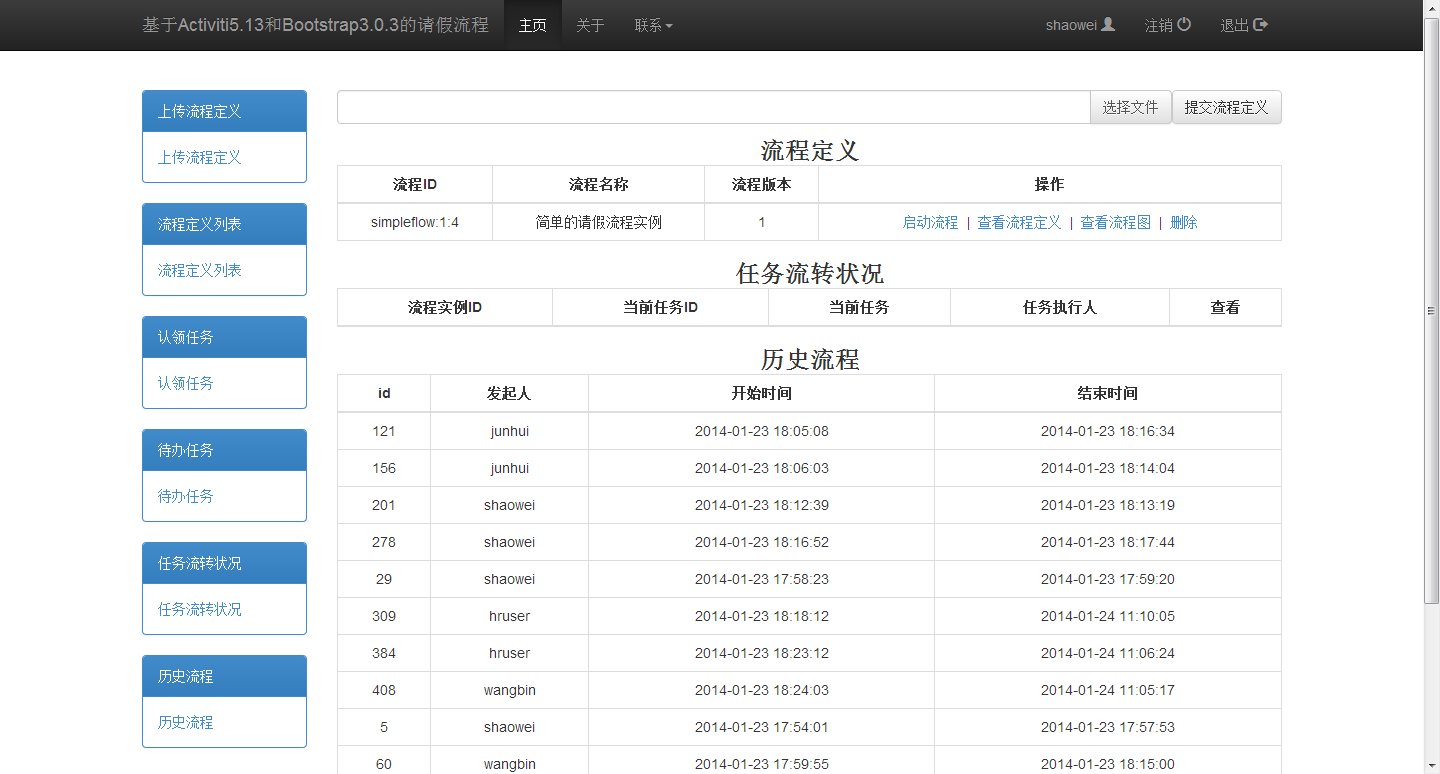 基于Activiti5.13和Bootstrap3.0.3的请假流程 主页 关于 联系 shaowei 注销 退出
上传流程定义
上传流程定义
流程定义列表
流程定义列表
认领任务
认领任务
待办任务
待办任务
任务流转状况
任务流转状况
历史流程
历史流程
选择文件 提交流程定义
流程定义
流程ID 流程名称 流程版本 操作
simpleflow:1:4 简单的请假流程实例 1 启动流程 | 查看流程定义 | 查看流程图 | 删除
任务流转状况
流程实例ID 当前任务ID 当前任务 任务执行人 查看
历史流程
id 发起人 开始时间 结束时间
121 junhui 2014-01-23 18:05:08 2014-01-23 18:16:34
156 junhui 2014-01-23 18:06:03 2014-01-23 18:14:04
201 shaowei 2014-01-23 18:12:39 2014-01-23 18:13:19
278 shaowei 2014-01-23 18:16:52 2014-01-23 18:17:44
29 shaowei 2014-01-23 17:58:23 2014-01-23 17:59:20
309 hruser 2014-01-23 18:18:12 2014-01-24 11:10:05
384 hruser 2014-01-23 18:23:12 2014-01-24 11:06:24
408 wangbin 2014-01-23 18:24:03 2014-01-24 11:05:17
5 shaowei 2014-01-23 17:54:01 2014-01-23 17:57:53
60 wangbin 2014-01-23 17:59:55 2014-01-23 18:15:00